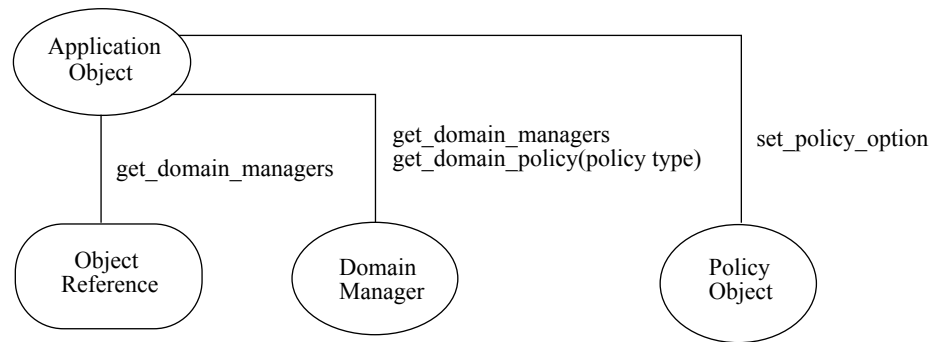 Application
Object
get_domain_managers
get_domain_managers
get_domain_policy(policy type)
set_policy_option
Object
Reference
Domain
Manager
Policy
Object